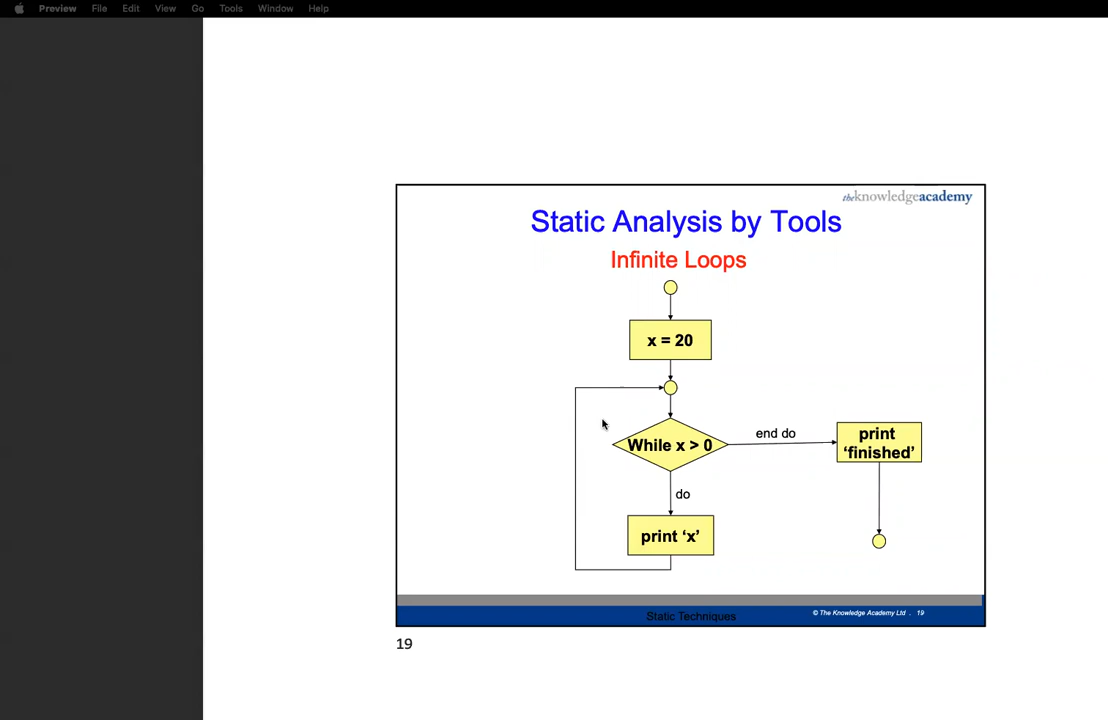 Preview File Edit View Go Tools Window Help
theknowledgeacademy
Static Analysis by Tools
Infinite Loops
x = 20
While x > 0
end do
print
‘finished’
do
print ‘x’
Static Techniques
© The Knowledge Academy Ltd . 19
19